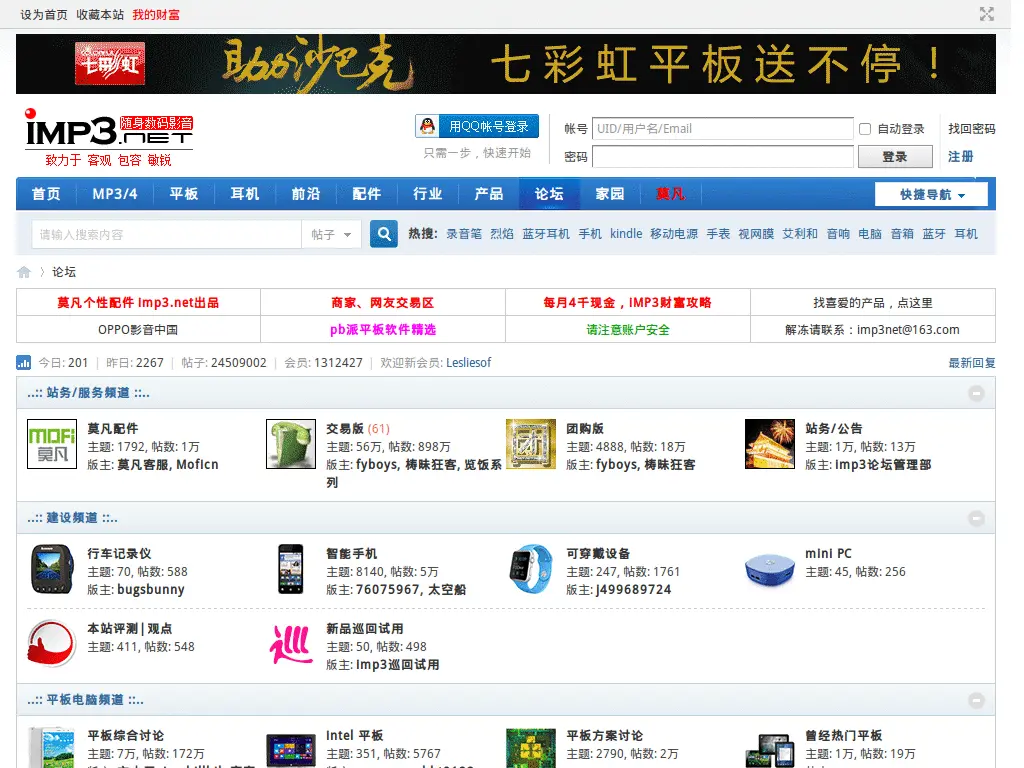 设为首页 收藏本站 我的财富
七彩虹 助力沙巴克 七彩虹平板送不停！
iMP3.NET 随身数码影音
致力于 客观 包容 敏锐
用QQ帐号登录
只需一步，快速开始
帐号 UID/用户名/Email 自动登录 找回密码
密码 登录 注册
首页 MP3/4 平板 耳机 前沿 配件 行业 产品 论坛 家园 莫凡 快捷导航
请输入搜索内容 帖子 热搜: 录音笔 烈焰 蓝牙耳机 手机 kindle 移动电源 手表 视网膜 艾利和 音响 电脑 音箱 蓝牙 耳机
论坛
莫凡个性配件 Imp3.net出品 商家、网友交易区 每月4千现金，iMP3财富攻略 找喜爱的产品，点这里
OPPO影音中国 pb派平板软件精选 请注意账户安全 解冻请联系：imp3net@163.com
今日: 201 | 昨日: 2267 | 帖子: 24509002 | 会员: 1312427 | 欢迎新会员: Lesliesof 最新回复
..:: 站务/服务频道 ::..
MOFi 莫凡
莫凡配件 交易版 (61) 团购版 站务/公告
主题: 1792, 帖数: 1万 主题: 56万, 帖数: 898万 主题: 4888, 帖数: 18万 主题: 1万, 帖数: 13万
版主: 莫凡客服, Moficn 版主: fyboys, 梼昧狂客, 览饭系 版主: fyboys, 梼昧狂客 版主: Imp3论坛管理部
列
..:: 建设频道 ::..
行车记录仪 智能手机 可穿戴设备 mini PC
主题: 70, 帖数: 588 主题: 8140, 帖数: 5万 主题: 247, 帖数: 1761 主题: 45, 帖数: 256
版主: bugsbunny 版主: 76075967, 太空船 版主: j499689724
本站评测|观点 新品巡回试用
主题: 411, 帖数: 548 主题: 50, 帖数: 498
版主: Imp3巡回试用
..:: 平板电脑频道 ::..
平板综合讨论 Intel 平板 平板方案讨论 曾经热门平板
主题: 7万, 帖数: 172万 主题: 351, 帖数: 5767 主题: 2790, 帖数: 2万 主题: 1万, 帖数: 19万